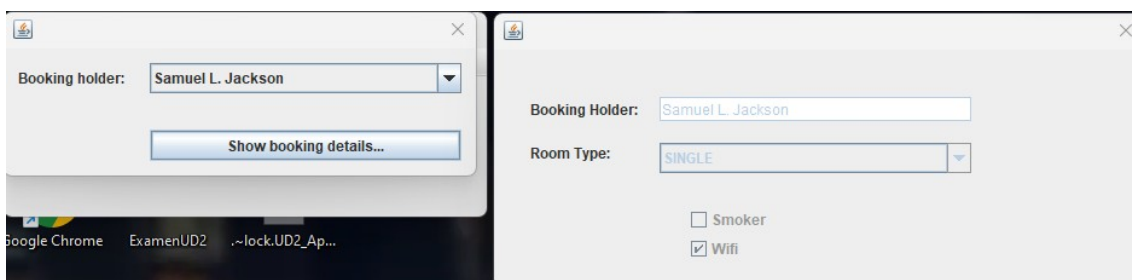 Booking holder:
Samuel L. Jackson
Show booking details...
Google Chrome
ExamenUD2
.~lock.UD2_Ap...
Booking Holder:
Samuel L. Jackson
Room Type:
SINGLE
Smoker
Wifi